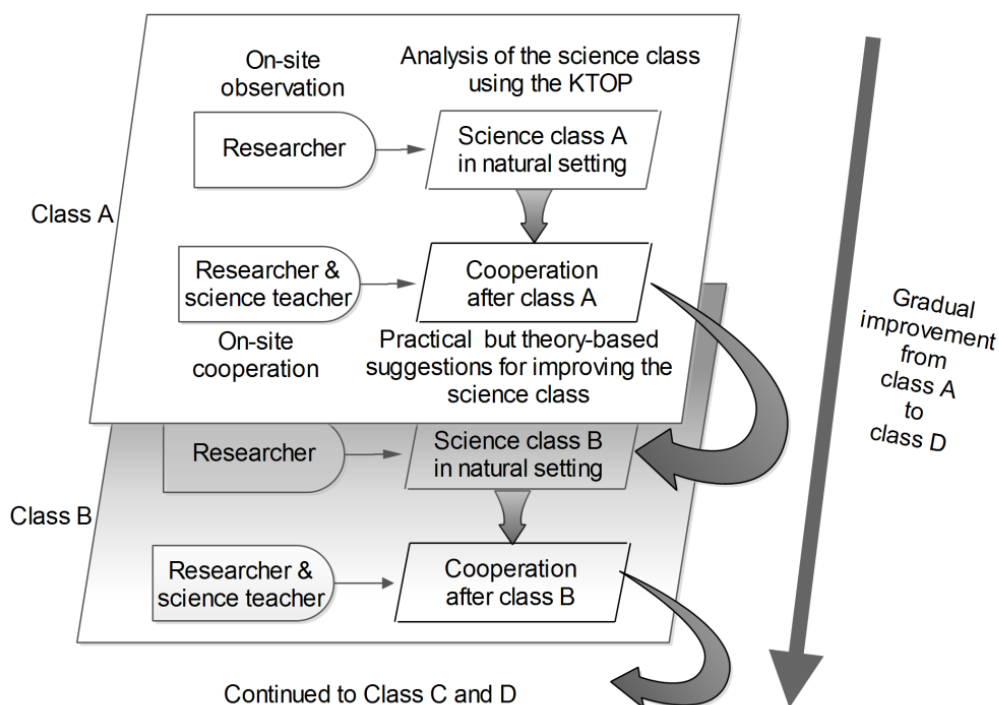 On-site
observation
Analysis of the science class
using the KTOP
Researcher
Science class A
in natural setting
Class A
Researcher &
science teacher
Cooperation
after class A
On-site
cooperation
Practical but theory-based
suggestions for improving the
science class
Gradual
improvement
from
class A
to
class D
Researcher
Science class B
in natural setting
Class B
Researcher &
science teacher
Cooperation
after class B
Continued to Class C and D